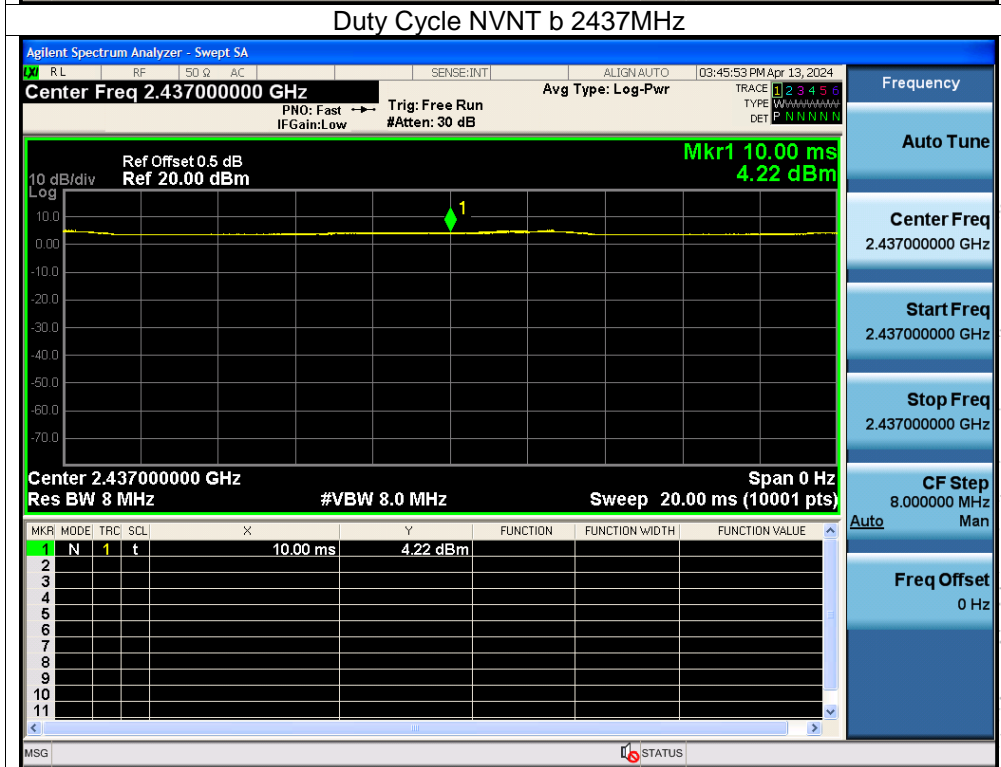 Duty Cycle NVNT b 2437MHz
Agilent Spectrum Analyzer - Swept SA
LXI RL RF 50 Ω AC SENSE:INT ALIGN AUTO 03:45:53 PM Apr 13, 2024
Center Freq 2.437000000 GHz
PNO: Fast
IFGain:Low
Trig: Free Run
#Atten: 30 dB
Avg Type: Log-Pwr
TRACE 1 2 3 4 5 6
TYPE WWWWWW
DET P N N N N N
Mkr1 10.00 ms
4.22 dBm
Ref Offset 0.5 dB
10 dB/div Ref 20.00 dBm
Log
1
10.0
0.00
-10.0
-20.0
-30.0
-40.0
-50.0
-60.0
-70.0
Center 2.437000000 GHz Span 0 Hz
Res BW 8 MHz #VBW 8.0 MHz Sweep 20.00 ms (10001 pts)
MKR MODE TRC SCL X Y FUNCTION FUNCTION WIDTH FUNCTION VALUE
1 N 1 t 10.00 ms 4.22 dBm
2
3
4
5
6
7
8
9
10
11
MSG STATUS
Frequency
Auto Tune
Center Freq
2.437000000 GHz
Start Freq
2.437000000 GHz
Stop Freq
2.437000000 GHz
CF Step
8.000000 MHz
Auto Man
Freq Offset
0 Hz